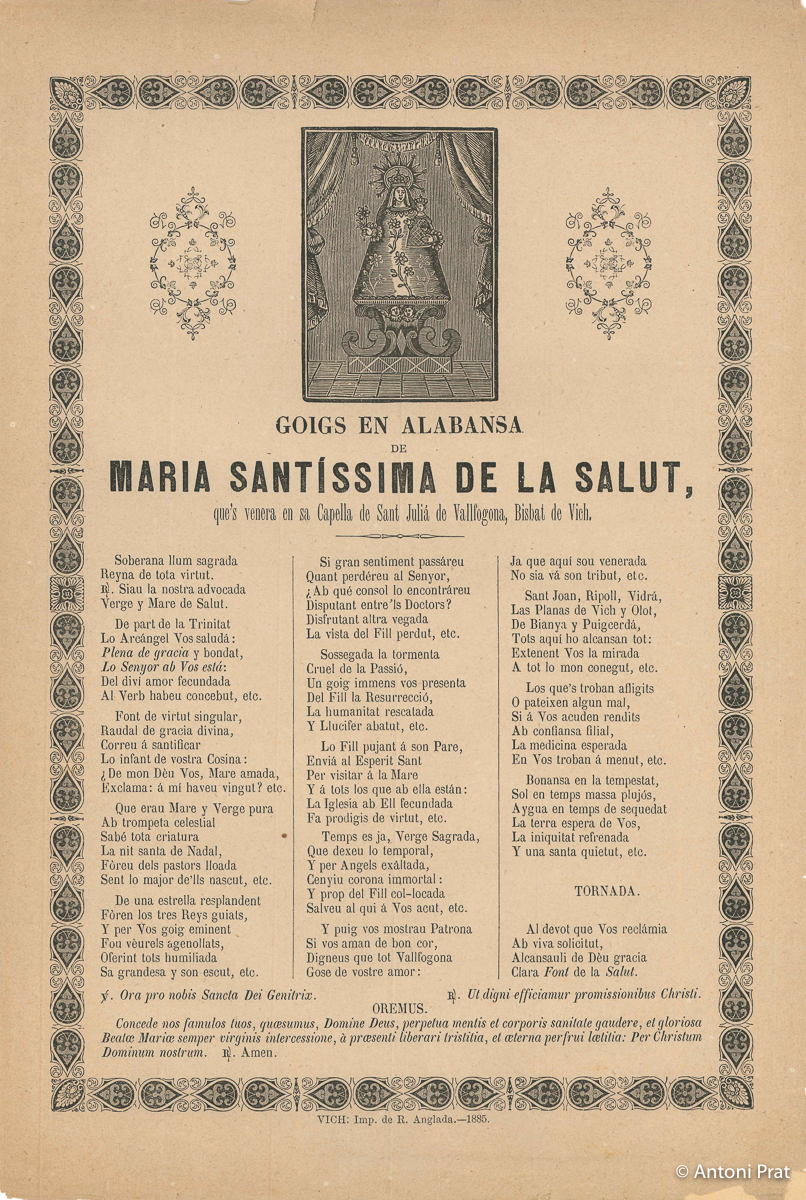 GOIGS EN ALABANSA
DE
MARIA SANTÍSSIMA DE LA SALUT,
que's venera en sa Capella de Sant Juliá de Vallfogona, Bisbat de Vich.
Soberana llum sagrada
Reyna de tota virtut.
℟. Siau la nostra advocada
Verge y Mare de Salut.
De part de la Trinitat
Lo Arcángel Vos saludá:
Plena de gracia y bondat,
Lo Senyor ab Vos está:
Del diví amor fecundada
Al Verb habeu concebut, etc.
Font de virtut singular,
Raudal de gracia divina,
Correu á santificar
Lo infant de vostra Cosina:
¿De mon Dèu Vos, Mare amada,
Exclama: á mí haveu vingut? etc.
Que erau Mare y Verge pura
Ab trompeta celestial
Sabé tota criatura
La nit santa de Nadal,
Fôreu dels pastors lloada
Sent lo major de'lls nascut, etc.
De una estrella resplandent
Fôren los tres Reys guiats,
Y per Vos goig eminent
Fou vèurels agenollats,
Oferint tots humiliada
Sa grandesa y son escut, etc.
Si gran sentiment passáreu
Quant perdéreu al Senyor,
¿Ab qué consol lo encontráreu
Disputant entre'ls Doctors?
Disfrutant altra vegada
La vista del Fill perdut, etc.
Sossegada la tormenta
Cruel de la Passió,
Un goig immens vos presenta
Del Fill la Resurrecció,
La humanitat rescatada
Y Llucifer abatut, etc.
Lo Fill pujant á son Pare,
Enviá al Esperit Sant
Per visitar á la Mare
Y á tots los que ab ella están:
La Iglesia ab Ell fecundada
Fa prodigis de virtut, etc.
Temps es ja, Verge Sagrada,
Que dexeu lo temporal,
Y per Angels exáltada,
Cenyiu corona immortal:
Y prop del Fill col-locada
Salveu al qui á Vos acut, etc.
Y puig vos mostrau Patrona
Si vos aman de bon cor,
Digneus que tot Vallfogona
Gose de vostre amor:
Ja que aquí sou venerada
No sia vá son tribut, etc.
Sant Joan, Ripoll, Vidrá,
Las Planas de Vich y Olot,
De Bianya y Puigcerdá,
Tots aquí ho alcansan tot:
Extenent Vos la mirada
A tot lo mon conegut, etc.
Los que's troban afligits
O pateixen algun mal,
Si á Vos acuden rendits
Ab confiansa filial,
La medicina esperada
En Vos troban á menut, etc.
Bonansa en la tempestat,
Sol en temps massa plujós,
Aygua en temps de sequedat
La terra espera de Vos,
La iniquitat refrenada
Y una santa quietut, etc.
TORNADA.
Al devot que Vos reclámia
Ab viva solicitut,
Alcansauli de Dèu gracia
Clara Font de la Salut.
℣. Ora pro nobis Sancta Dei Genitrix.
℟. Ut digni efficiamur promissionibus Christi.
OREMUS.
Concede nos famulos tuos, quæsumus, Domine Deus, perpetua mentis et corporis sanitate gaudere, et gloriosa
Beatæ Mariæ semper virginis intercessione, à præsenti liberari tristitia, et æterna perfrui lætitia: Per Christum
Dominum nostrum. ℟. Amen.
VICH: Imp. de R. Anglada.—1885.
© Antoni Prat